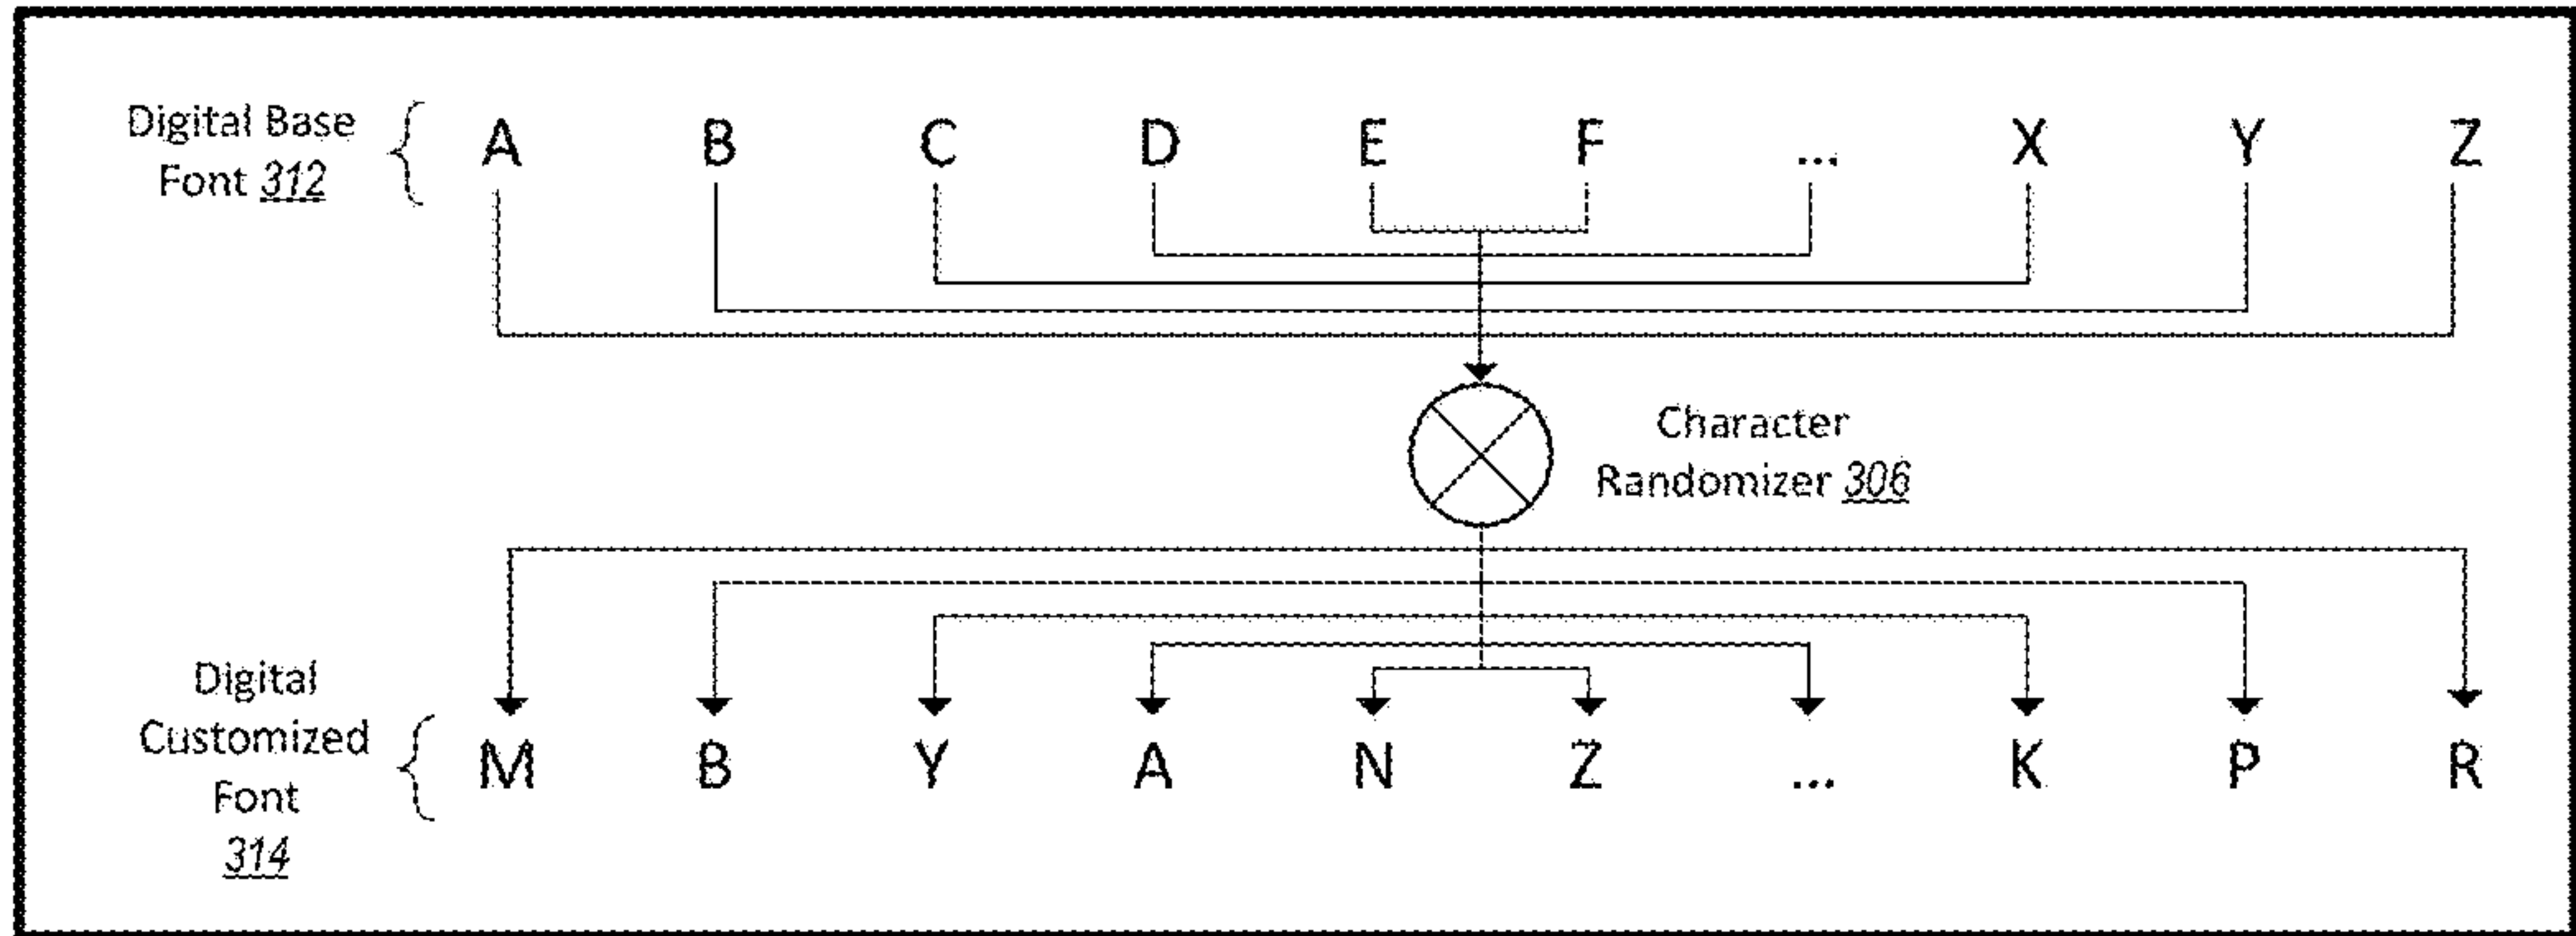 Digital Base
Font 312
A B C D E F ... X Y Z
Character
Randomizer 306
Digital
Customized
Font
314
M B Y A N Z ... K P R